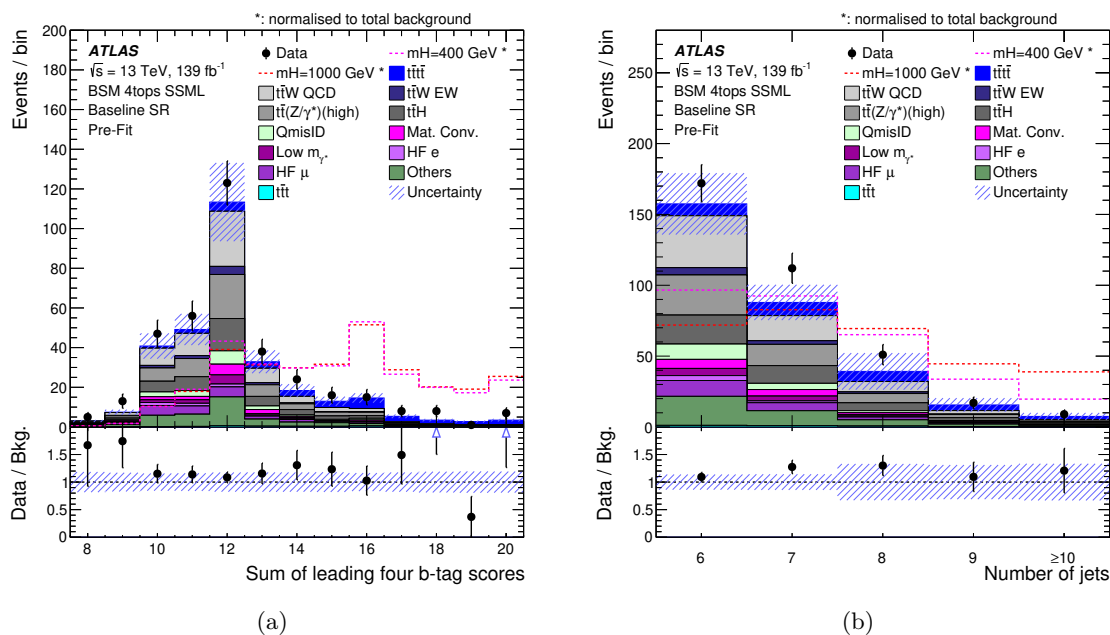 *: normalised to total background
Events / bin
200
180
160
140
120
100
80
60
40
20
0
ATLAS
√s = 13 TeV, 139 fb⁻¹
BSM 4tops SSML
Baseline SR
Pre-Fit
Data
mH=1000 GeV *
tt̄W QCD
tt̄(Z/γ*)(high)
QmisID
Low m_γ*
HF μ
tt̄t
mH=400 GeV *
tt̄tt̄
tt̄W EW
tt̄H
Mat. Conv.
HF e
Others
Uncertainty
Data / Bkg.
1.5
1
0.5
0
8 10 12 14 16 18 20
Sum of leading four b-tag scores
(a)
*: normalised to total background
Events / bin
250
200
150
100
50
0
ATLAS
√s = 13 TeV, 139 fb⁻¹
BSM 4tops SSML
Baseline SR
Pre-Fit
Data
mH=1000 GeV *
tt̄W QCD
tt̄(Z/γ*)(high)
QmisID
Low m_γ*
HF μ
tt̄t
mH=400 GeV *
tt̄tt̄
tt̄W EW
tt̄H
Mat. Conv.
HF e
Others
Uncertainty
Data / Bkg.
1.5
1
0.5
0
6 7 8 9 ≥10
Number of jets
(b)